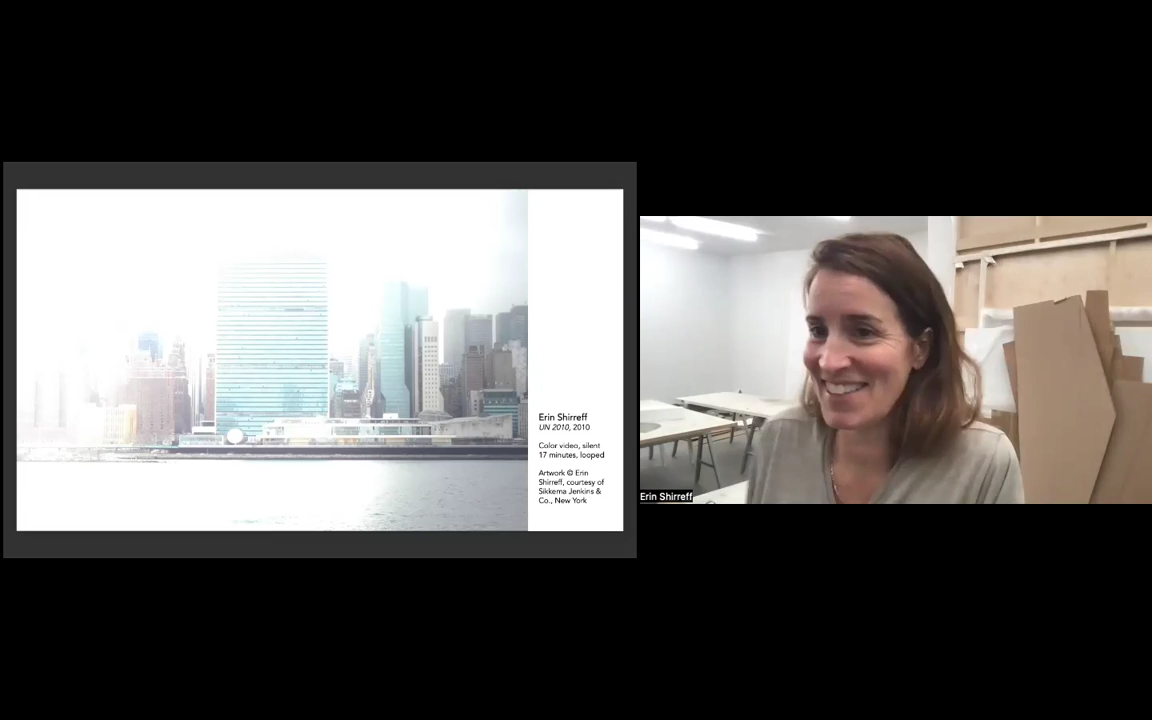 Erin Shirreff
UN 2010, 2010
Color video, silent
17 minutes, looped
Artwork © Erin
Shirreff, courtesy of
Sikkema Jenkins &
Co., New York
Erin Shirreff